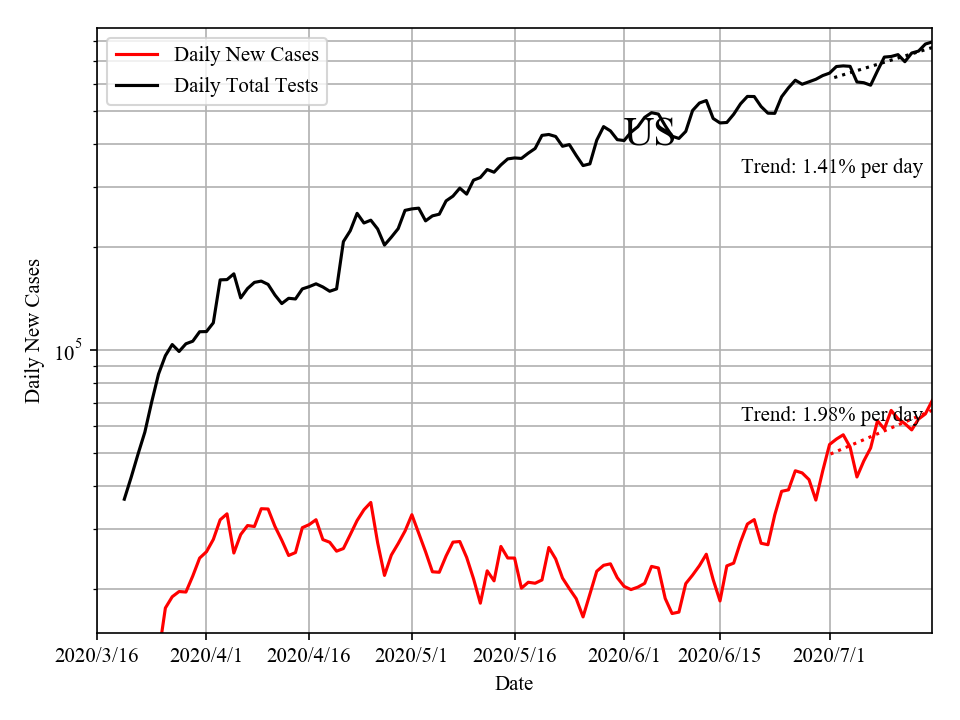 Daily New Cases
Daily Total Tests
US
Trend: 1.41% per day
Trend: 1.98% per day
Daily New Cases
10^5
2020/3/16 2020/4/1 2020/4/16 2020/5/1 2020/5/16 2020/6/1 2020/6/15 2020/7/1
Date